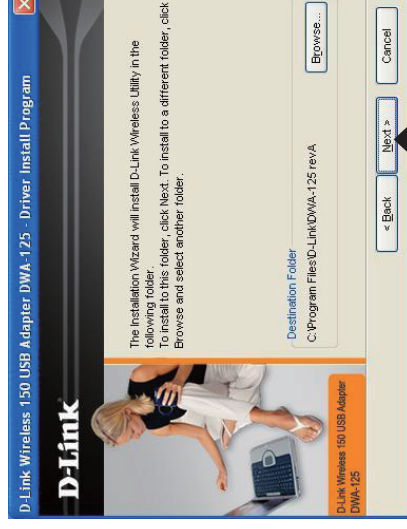 D-Link Wireless 150 USB Adapter DWA-125 - Driver Install Program
D-Link
The Installation Wizard will install D-Link Wireless Utility in the
following folder.
To install to this folder, click Next. To install to a different folder, click
Browse and select another folder.
Destination Folder
C:\Program Files\D-Link\DWA-125 revA
Browse...
D-Link Wireless 150 USB Adapter
DWA-125
< Back
Next >
Cancel